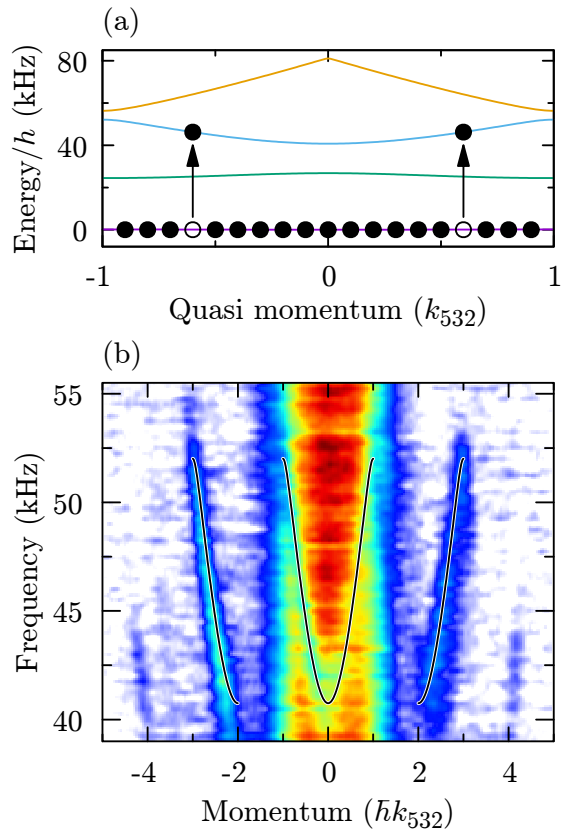 (a)
Energy/h (kHz)
80
40
0
-1
0
1
Quasi momentum (k532)
(b)
Frequency (kHz)
55
50
45
40
-4
-2
0
2
4
Momentum (ħk532)